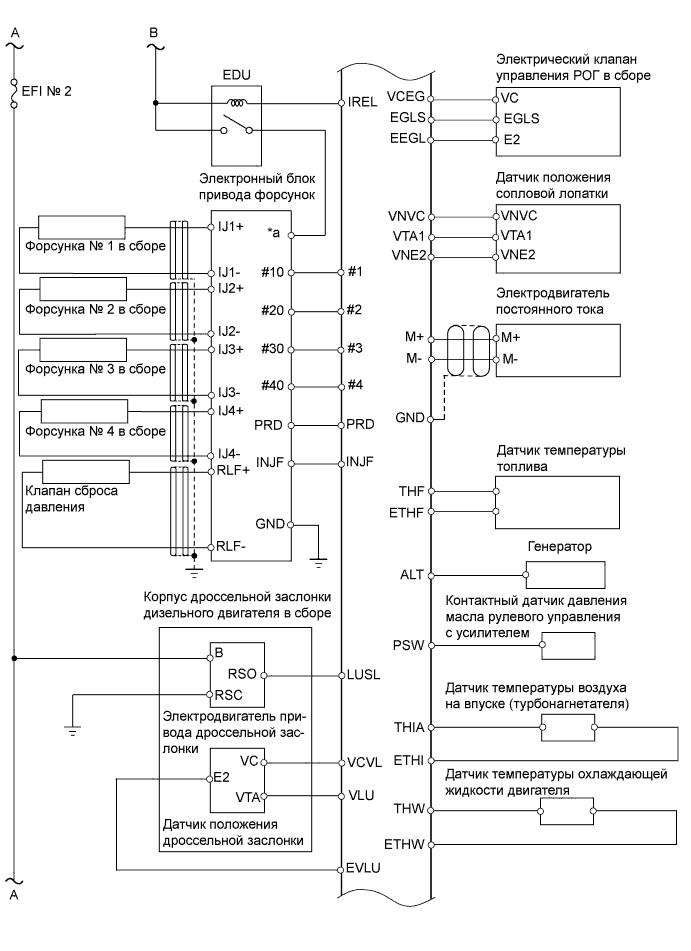 A
B
EFI № 2
EDU
Электронный блок
привода форсунок
IJ1+
*a
Форсунка № 1 в сборе
IJ1-
#10
IJ2+
Форсунка № 2 в сборе
#20
IJ2-
IJ3+
#30
Форсунка № 3 в сборе
IJ3-
#40
IJ4+
Форсунка № 4 в сборе
PRD
IJ4-
INJF
RLF+
Клапан сброса
давления
GND
RLF-
Корпус дроссельной заслонки
дизельного двигателя в сборе
B
RSO
RSC
Электродвигатель при-
вода дроссельной зас-
лонки
VC
E2
VTA
Датчик положения
дроссельной заслонки
A
IREL
#1
#2
#3
#4
PRD
INJF
LUSL
VCVL
VLU
EVLU
Электрический клапан
управления РОГ в сборе
VCEG
VC
EGLS
EGLS
EEGL
E2
Датчик положения
сопловой лопатки
VNVC
VNVC
VTA1
VTA1
VNE2
VNE2
Электродвигатель
постоянного тока
M+
M+
M-
M-
GND
Датчик температуры
топлива
THF
ETHF
Генератор
ALT
Контактный датчик давления
масла рулевого управления
с усилителем
PSW
Датчик температуры воздуха
на впуске (турбонагнетателя)
THIA
ETHI
Датчик температуры охлаждающей
жидкости двигателя
THW
ETHW